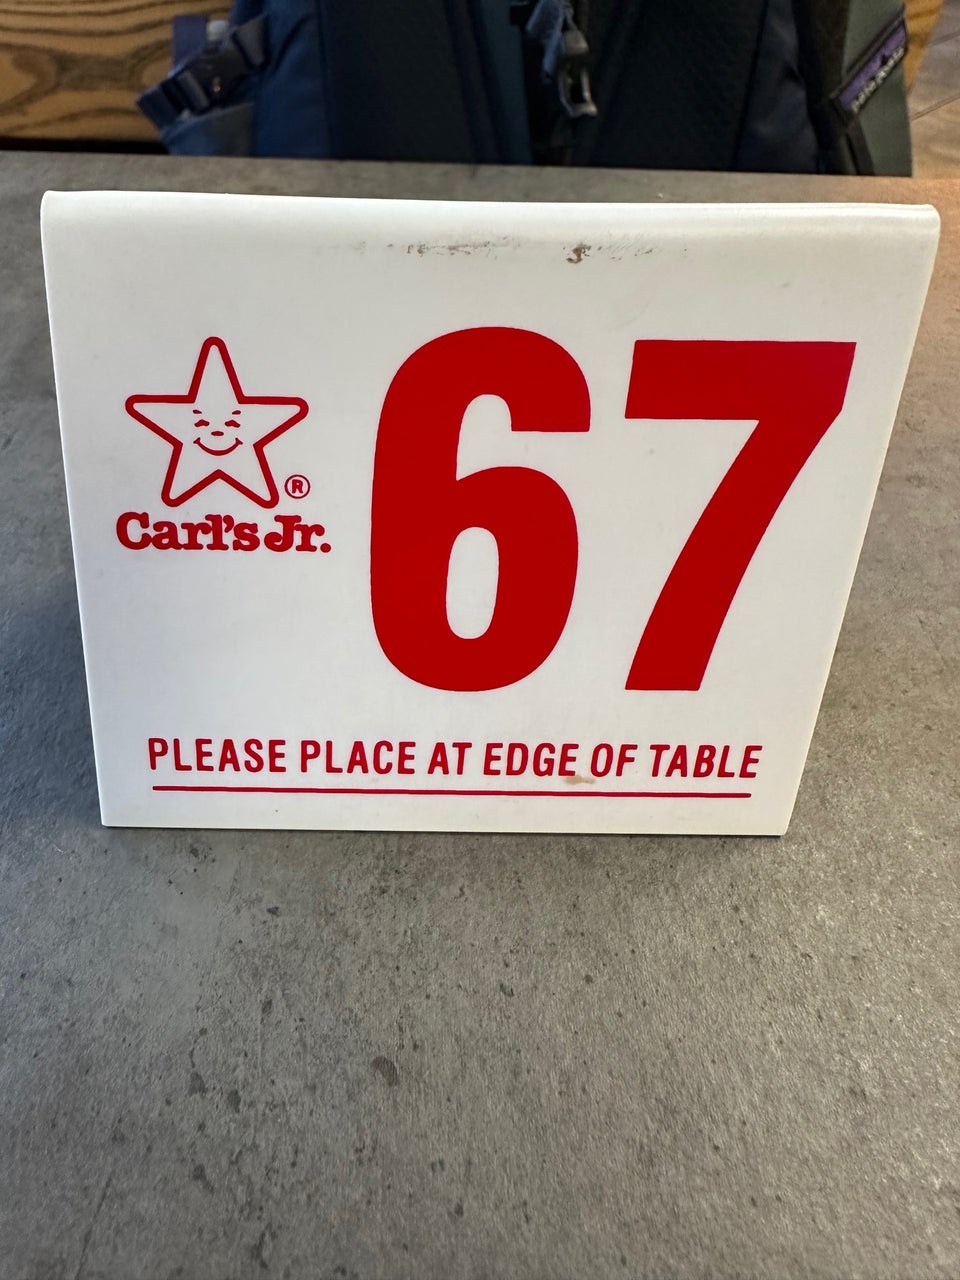 67
®
Carl's Jr.
PLEASE PLACE AT EDGE OF TABLE